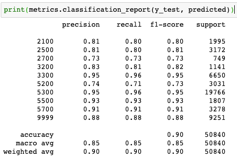 print(metrics.classification_report(y_test, predicted))
precision recall f1-score support
2100 0.81 0.80 0.80 1995
2500 0.81 0.80 0.81 3172
2700 0.73 0.73 0.73 749
3200 0.83 0.81 0.82 1141
3300 0.95 0.96 0.95 6650
5200 0.74 0.71 0.73 3031
5300 0.95 0.96 0.96 19766
5500 0.93 0.93 0.93 1807
5700 0.91 0.91 0.91 3278
9999 0.88 0.88 0.88 9251
accuracy 0.90 50840
macro avg 0.85 0.85 0.85 50840
weighted avg 0.90 0.90 0.90 50840